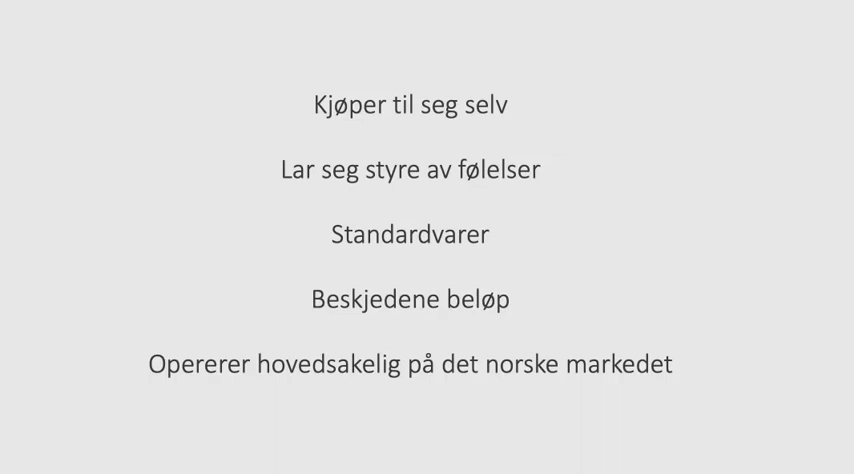 Kjøper til seg selv
Lar seg styre av følelser
Standardvarer
Beskjedene beløp
Opererer hovedsakelig på det norske markedet